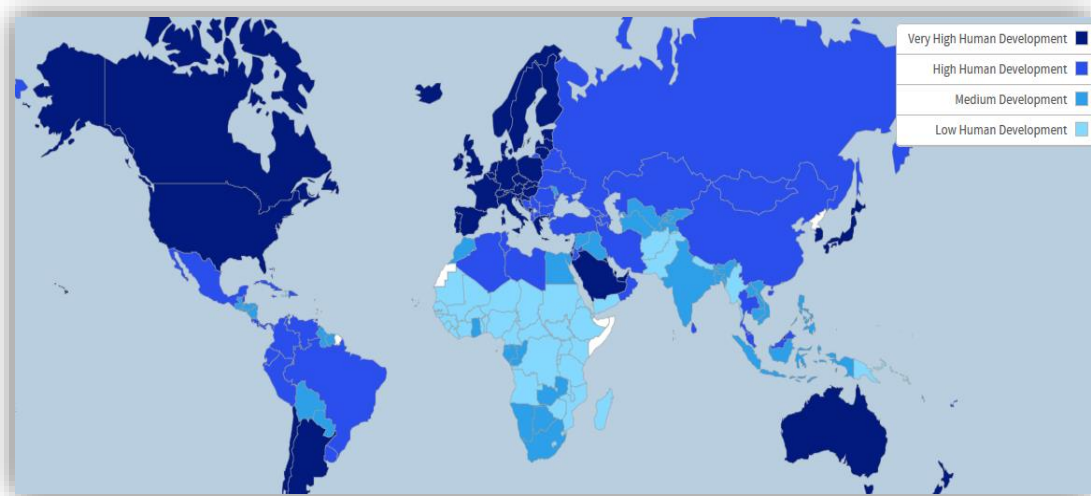 Very High Human Development
High Human Development
Medium Development
Low Human Development